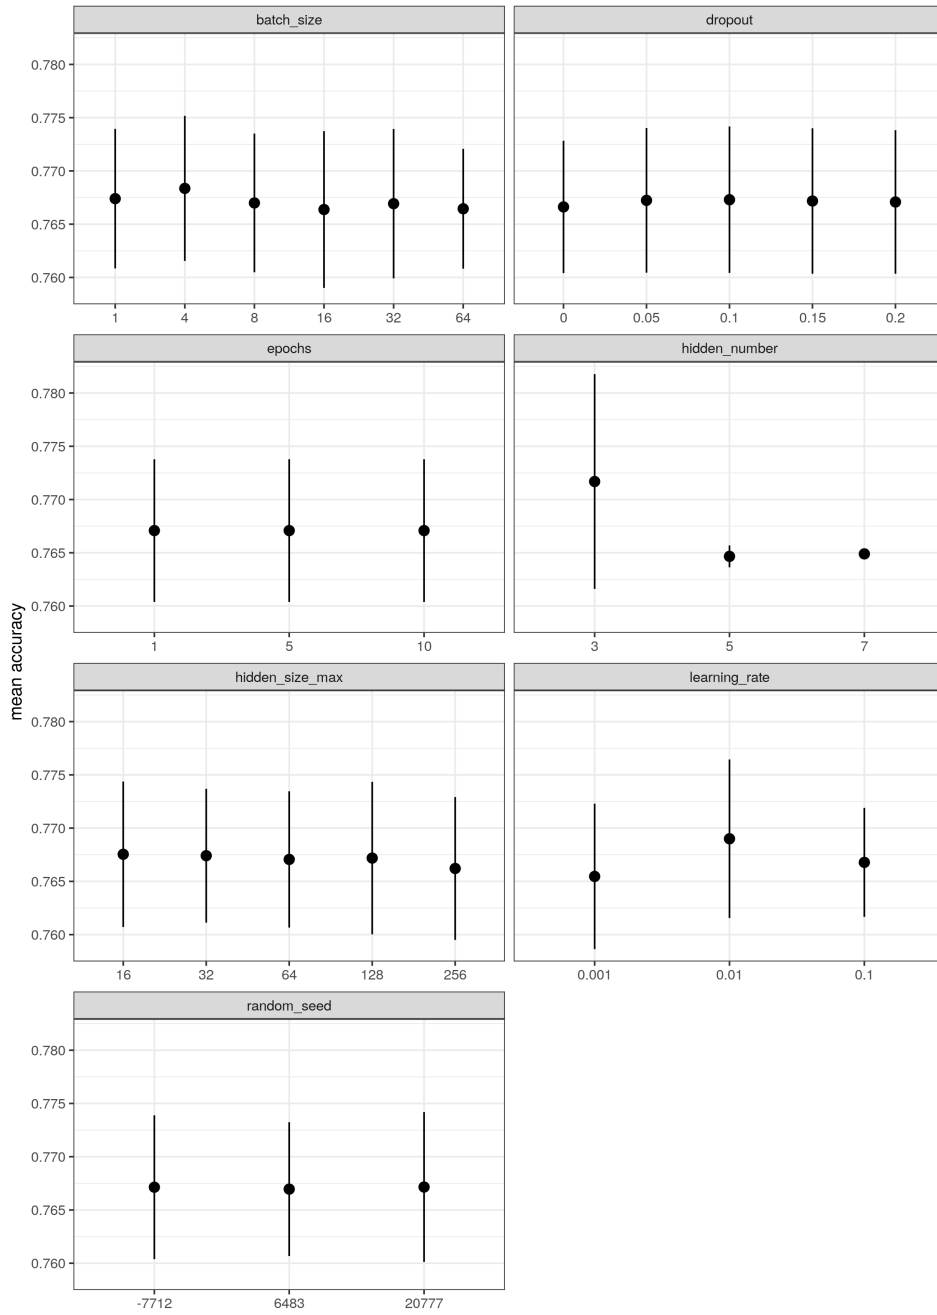 batch_size
dropout
0.780
0.775
0.770
0.765
0.760
1 4 8 16 32 64
0 0.05 0.1 0.15 0.2
epochs
hidden_number
0.780
0.775
0.770
0.765
0.760
1 5 10
3 5 7
mean accuracy
hidden_size_max
learning_rate
0.780
0.775
0.770
0.765
0.760
16 32 64 128 256
0.001 0.01 0.1
random_seed
0.780
0.775
0.770
0.765
0.760
-7712 6483 20777